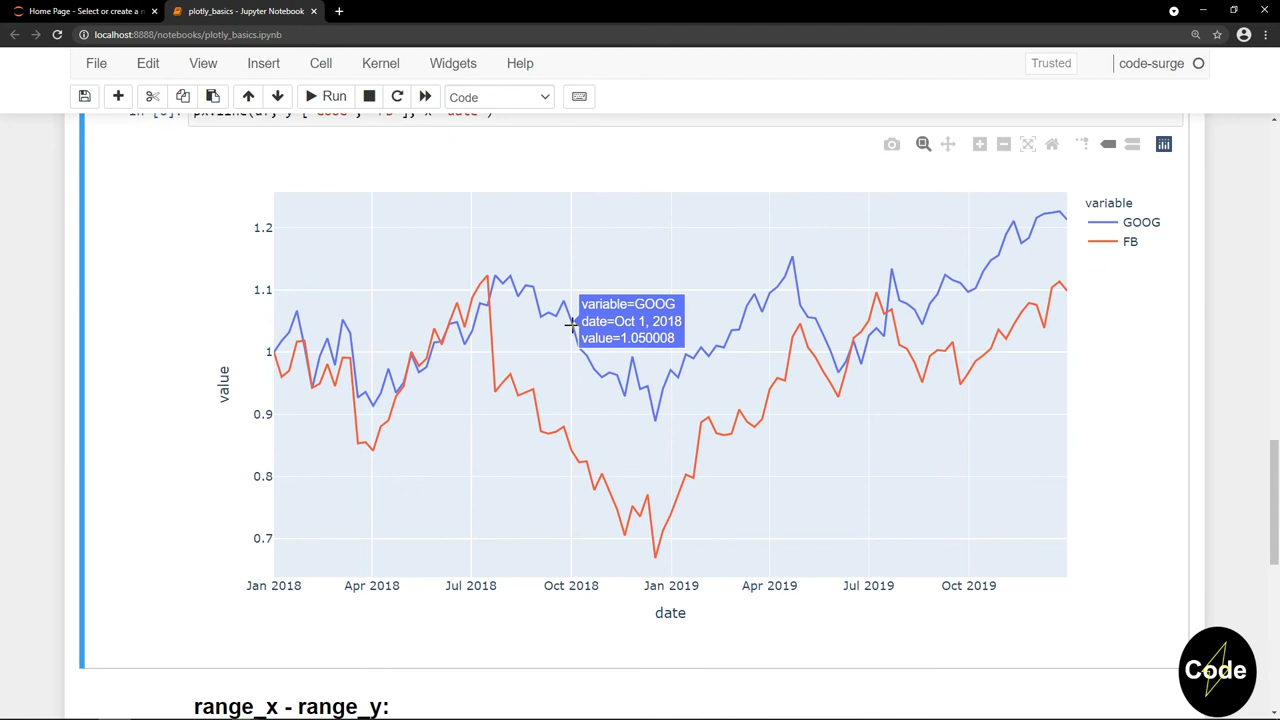 Home Page - Select or create a n
plotly_basics - Jupyter Notebook
localhost:8888/notebooks/plotly_basics.ipynb
File Edit View Insert Cell Kernel Widgets Help
Trusted
code-surge
Run
Code
variable
GOOG
FB
1.2
1.1
1
0.9
0.8
0.7
value
variable=GOOG
date=Oct 1, 2018
value=1.050008
Jan 2018 Apr 2018 Jul 2018 Oct 2018 Jan 2019 Apr 2019 Jul 2019 Oct 2019
date
Code
range_x - range_y: